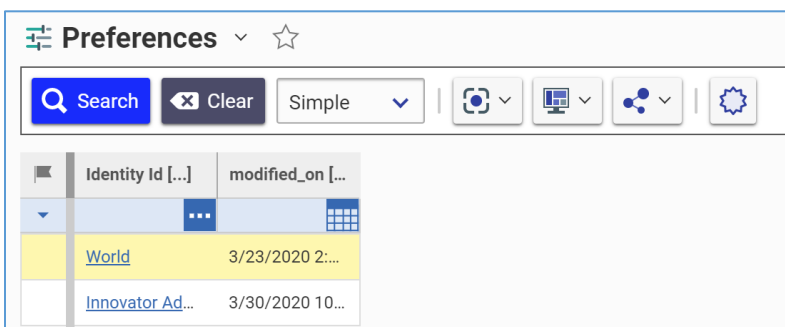 Preferences
Search Clear Simple
Identity Id [...] modified_on [...
...
World 3/23/2020 2:...
Innovator Ad... 3/30/2020 10...